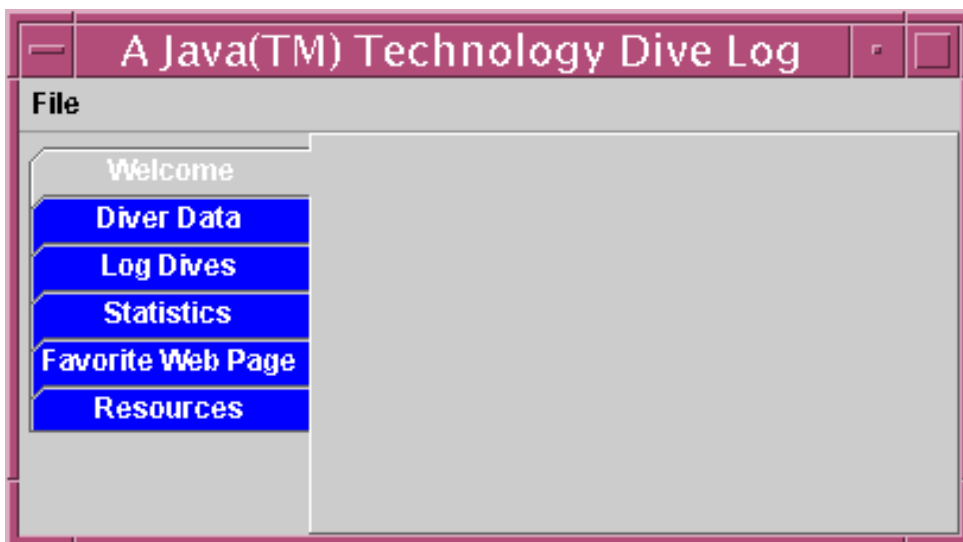 A Java(TM) Technology Dive Log
File
Welcome
Diver Data
Log Dives
Statistics
Favorite Web Page
Resources